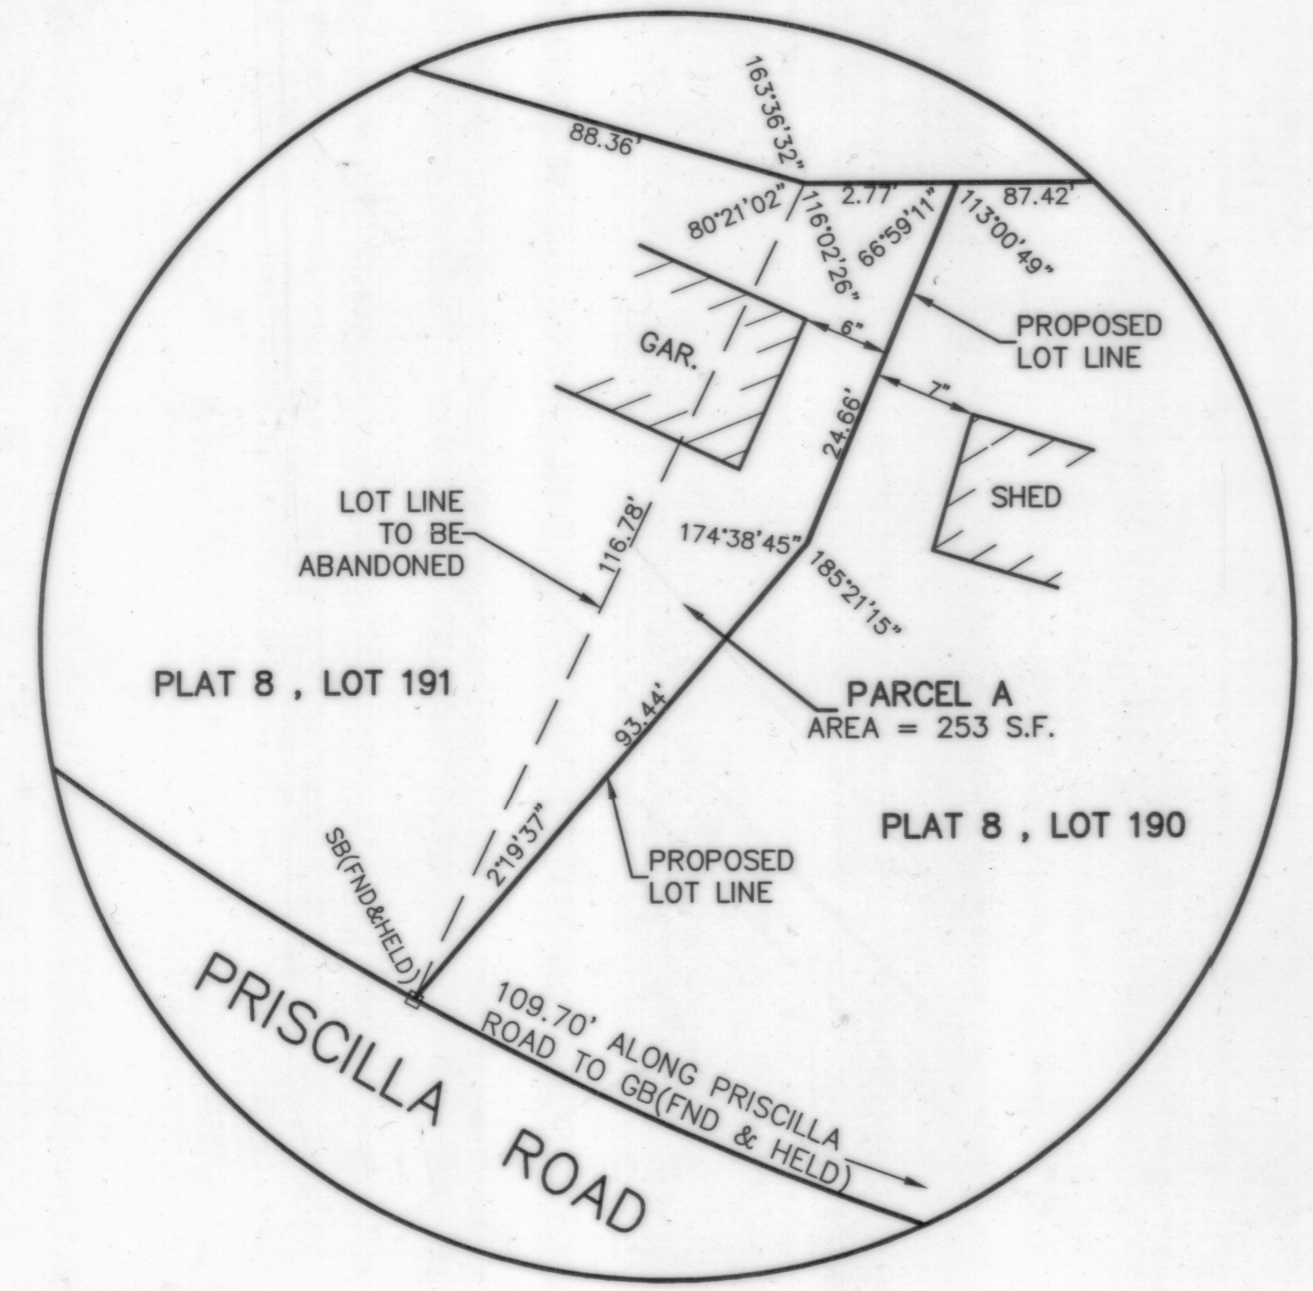 163°36'32"
88.36'
80°21'02"
116°02'26"
2.77'
66°59'11"
113°00'49"
87.42'
PROPOSED
LOT LINE
GAR.
6"
7"
24.66'
SHED
LOT LINE
TO BE
ABANDONED
116.78'
174°38'45"
185°21'15"
PLAT 8 , LOT 191
PARCEL A
AREA = 253 S.F.
93.44'
PLAT 8 , LOT 190
2°19'37"
PROPOSED
LOT LINE
SB(FND&HELD)
109.70' ALONG PRISCILLA
ROAD TO GB(FND & HELD)
PRISCILLA ROAD